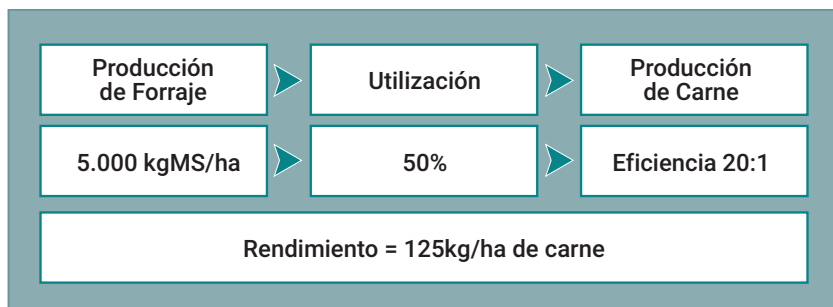 Producción
de Forraje
Utilización
Producción
de Carne
5.000 kgMS/ha
50%
Eficiencia 20:1
Rendimiento = 125kg/ha de carne